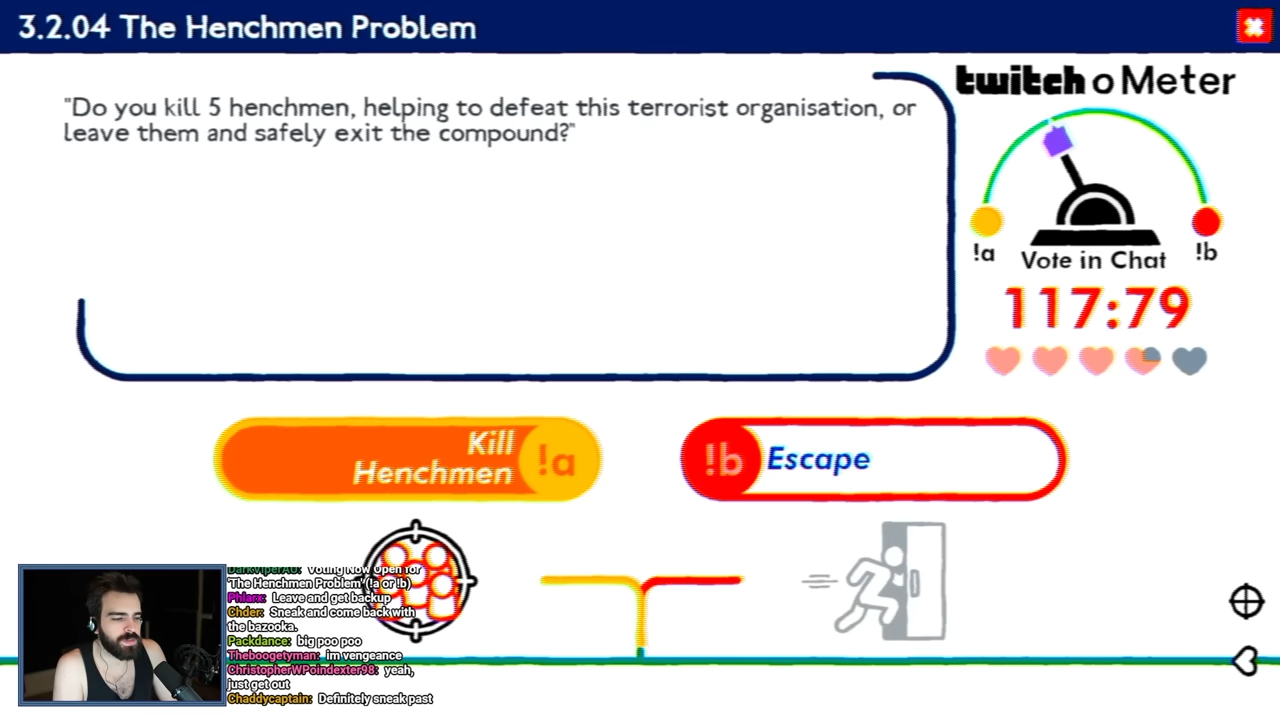 3.2.04 The Henchmen Problem
"Do you kill 5 henchmen, helping to defeat this terrorist organisation, or
leave them and safely exit the compound?"
twitch o Meter
!a
Vote in Chat
!b
117:79
Kill
Henchmen
!a
!b
Escape
DarkViperAU: Voting Now Open for
'The Henchmen Problem' (!a or !b)
Phlarx: Leave and get backup
Chder: Sneak and come back with
the bazooka.
Packdance: big poo poo
Theboogetyman: im vengeance
ChristopherWPoindexter98: yeah,
just get out
Chaddycaptain: Definitely sneak past